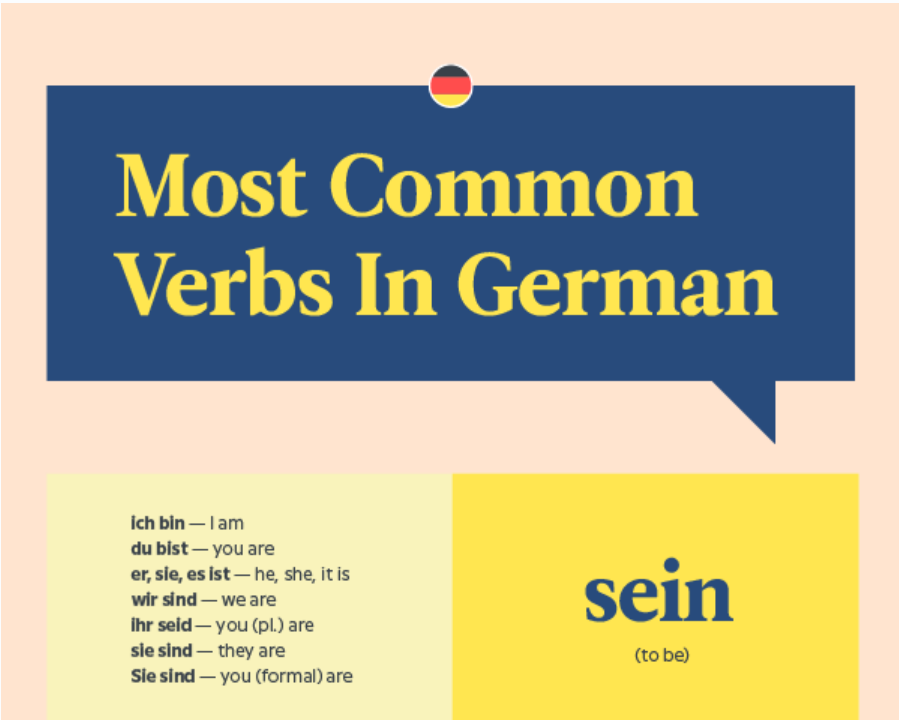 Most Common
Verbs In German
ich bin — I am
du bist — you are
er, sie, es ist — he, she, it is
wir sind — we are
ihr seid — you (pl.) are
sie sind — they are
Sie sind — you (formal) are
sein
(to be)